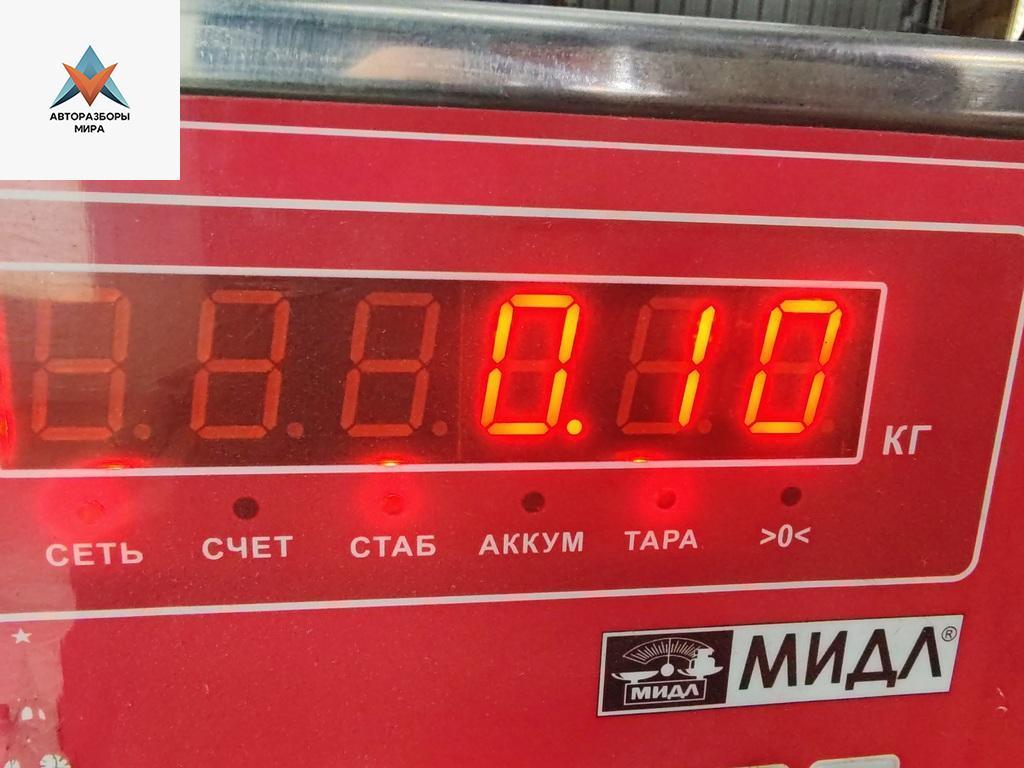 АВТОРАЗБОРЫ
МИРА
0.10
КГ
СЕТЬ СЧЕТ СТАБ АККУМ ТАРА >0<
МИДЛ МИДЛ®